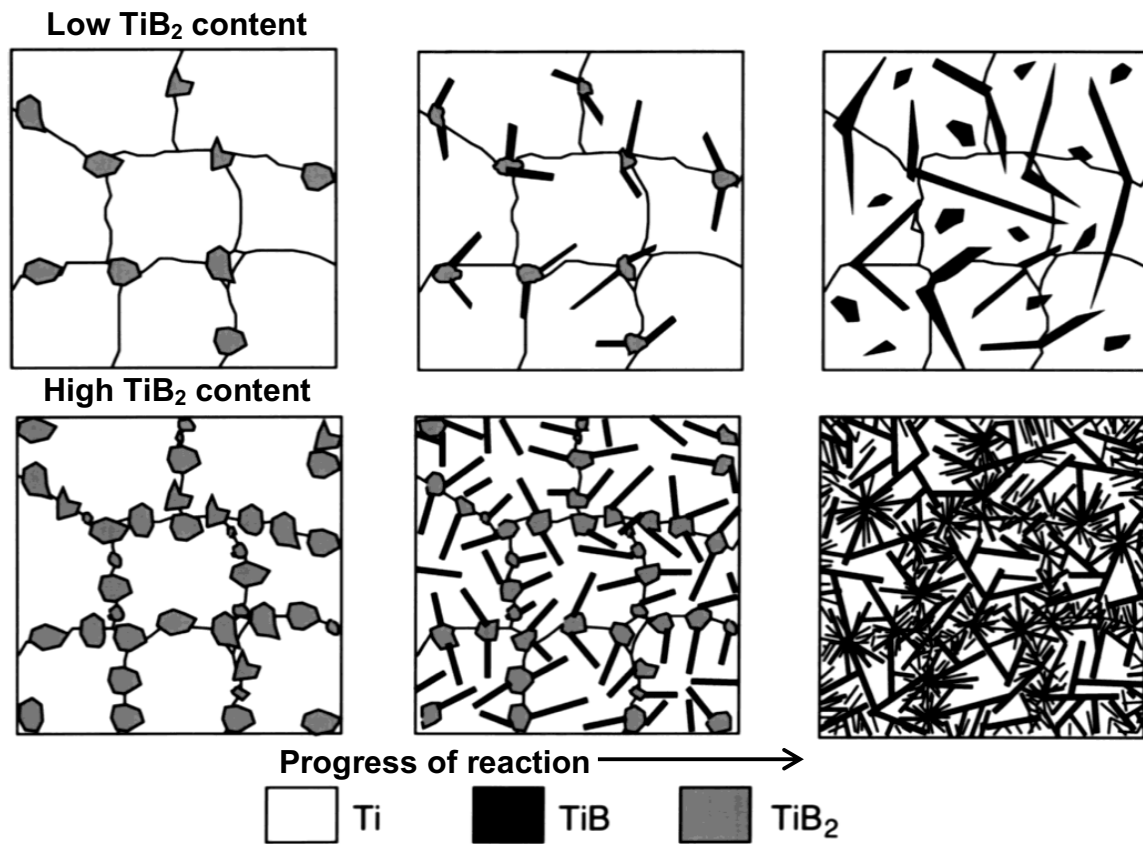 Low TiB₂ content
High TiB₂ content
Progress of reaction
Ti
TiB
TiB₂